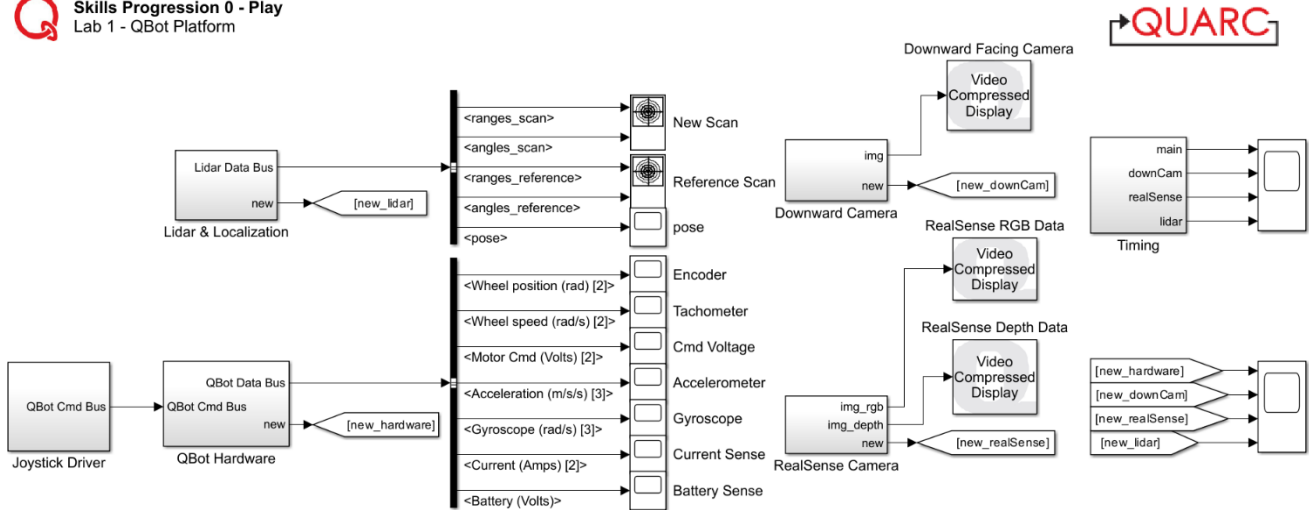 Skills Progression 0 - Play
Lab 1 - QBot Platform
QUARC
Lidar Data Bus
new
[new_lidar]
Lidar & Localization
<ranges_scan>
<angles_scan>
<ranges_reference>
<angles_reference>
<pose>
New Scan
Reference Scan
pose
QBot Cmd Bus
Joystick Driver
QBot Data Bus
QBot Cmd Bus
new
[new_hardware]
QBot Hardware
<Wheel position (rad) [2]>
<Wheel speed (rad/s) [2]>
<Motor Cmd (Volts) [2]>
<Acceleration (m/s/s) [3]>
<Gyroscope (rad/s) [3]>
<Current (Amps) [2]>
<Battery (Volts)>
Encoder
Tachometer
Cmd Voltage
Accelerometer
Gyroscope
Current Sense
Battery Sense
Downward Facing Camera
Video
Compressed
Display
img
new
[new_downCam]
Downward Camera
RealSense RGB Data
Video
Compressed
Display
RealSense Depth Data
Video
Compressed
Display
img_rgb
img_depth
new
[new_realSense]
RealSense Camera
main
downCam
realSense
lidar
Timing
[new_hardware]
[new_downCam]
[new_realSense]
[new_lidar]